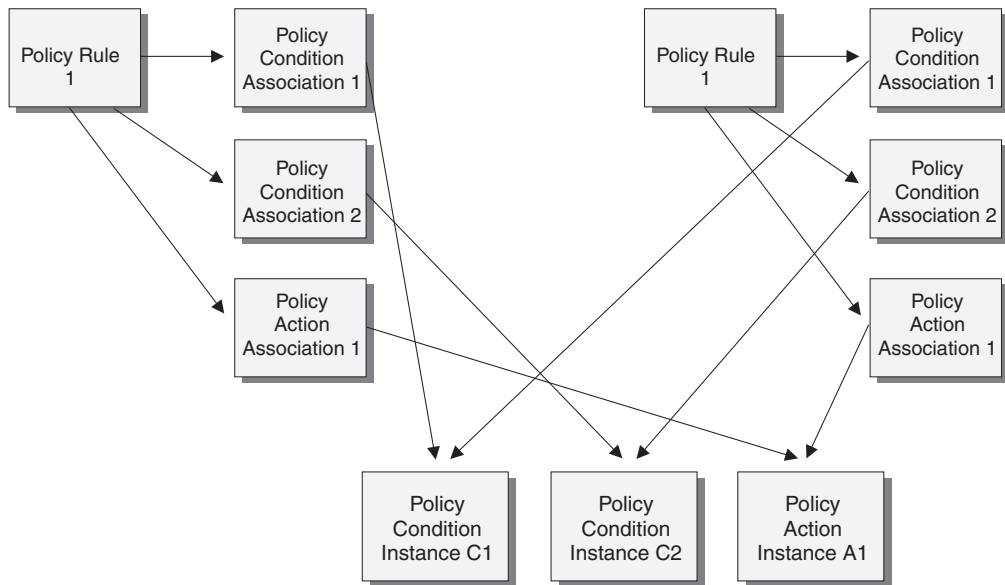 Policy Rule
1
Policy
Condition
Association 1
Policy
Condition
Association 2
Policy
Action
Association 1
Policy Rule
1
Policy
Condition
Association 1
Policy
Condition
Association 2
Policy
Action
Association 1
Policy
Condition
Instance C1
Policy
Condition
Instance C2
Policy
Action
Instance A1